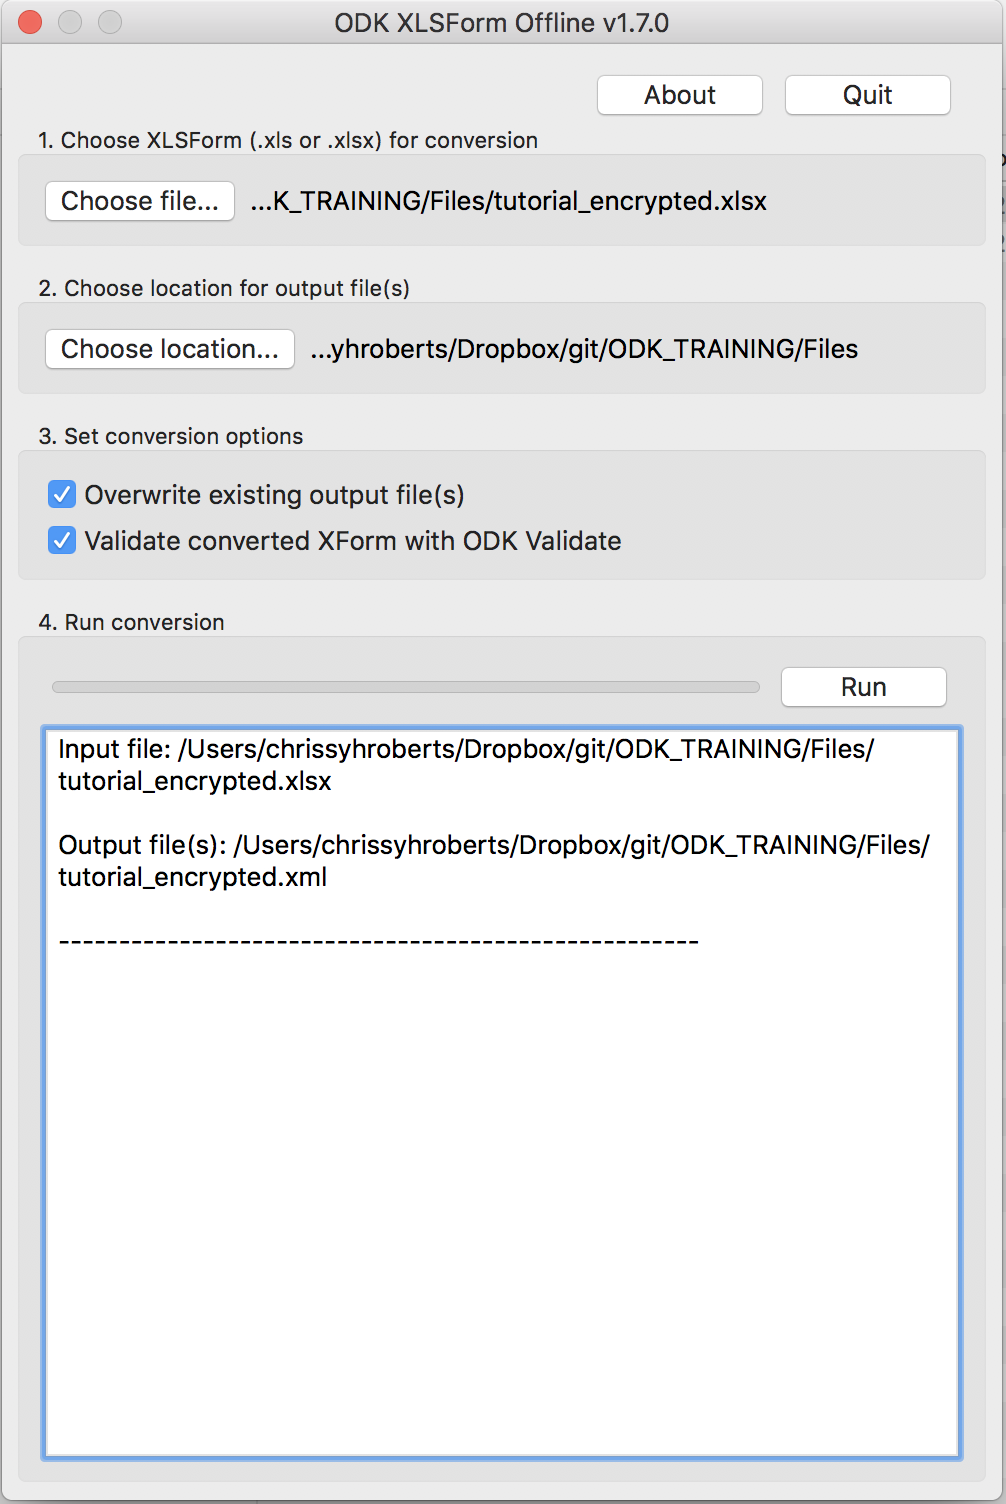 ODK XLSForm Offline v1.7.0
About Quit
1. Choose XLSForm (.xls or .xlsx) for conversion
Choose file... ...K_TRAINING/Files/tutorial_encrypted.xlsx
2. Choose location for output file(s)
Choose location... ...yhroberts/Dropbox/git/ODK_TRAINING/Files
3. Set conversion options
Overwrite existing output file(s)
Validate converted XForm with ODK Validate
4. Run conversion
Run
Input file: /Users/chrissyhroberts/Dropbox/git/ODK_TRAINING/Files/
tutorial_encrypted.xlsx
Output file(s): /Users/chrissyhroberts/Dropbox/git/ODK_TRAINING/Files/
tutorial_encrypted.xml
-----------------------------------------------------